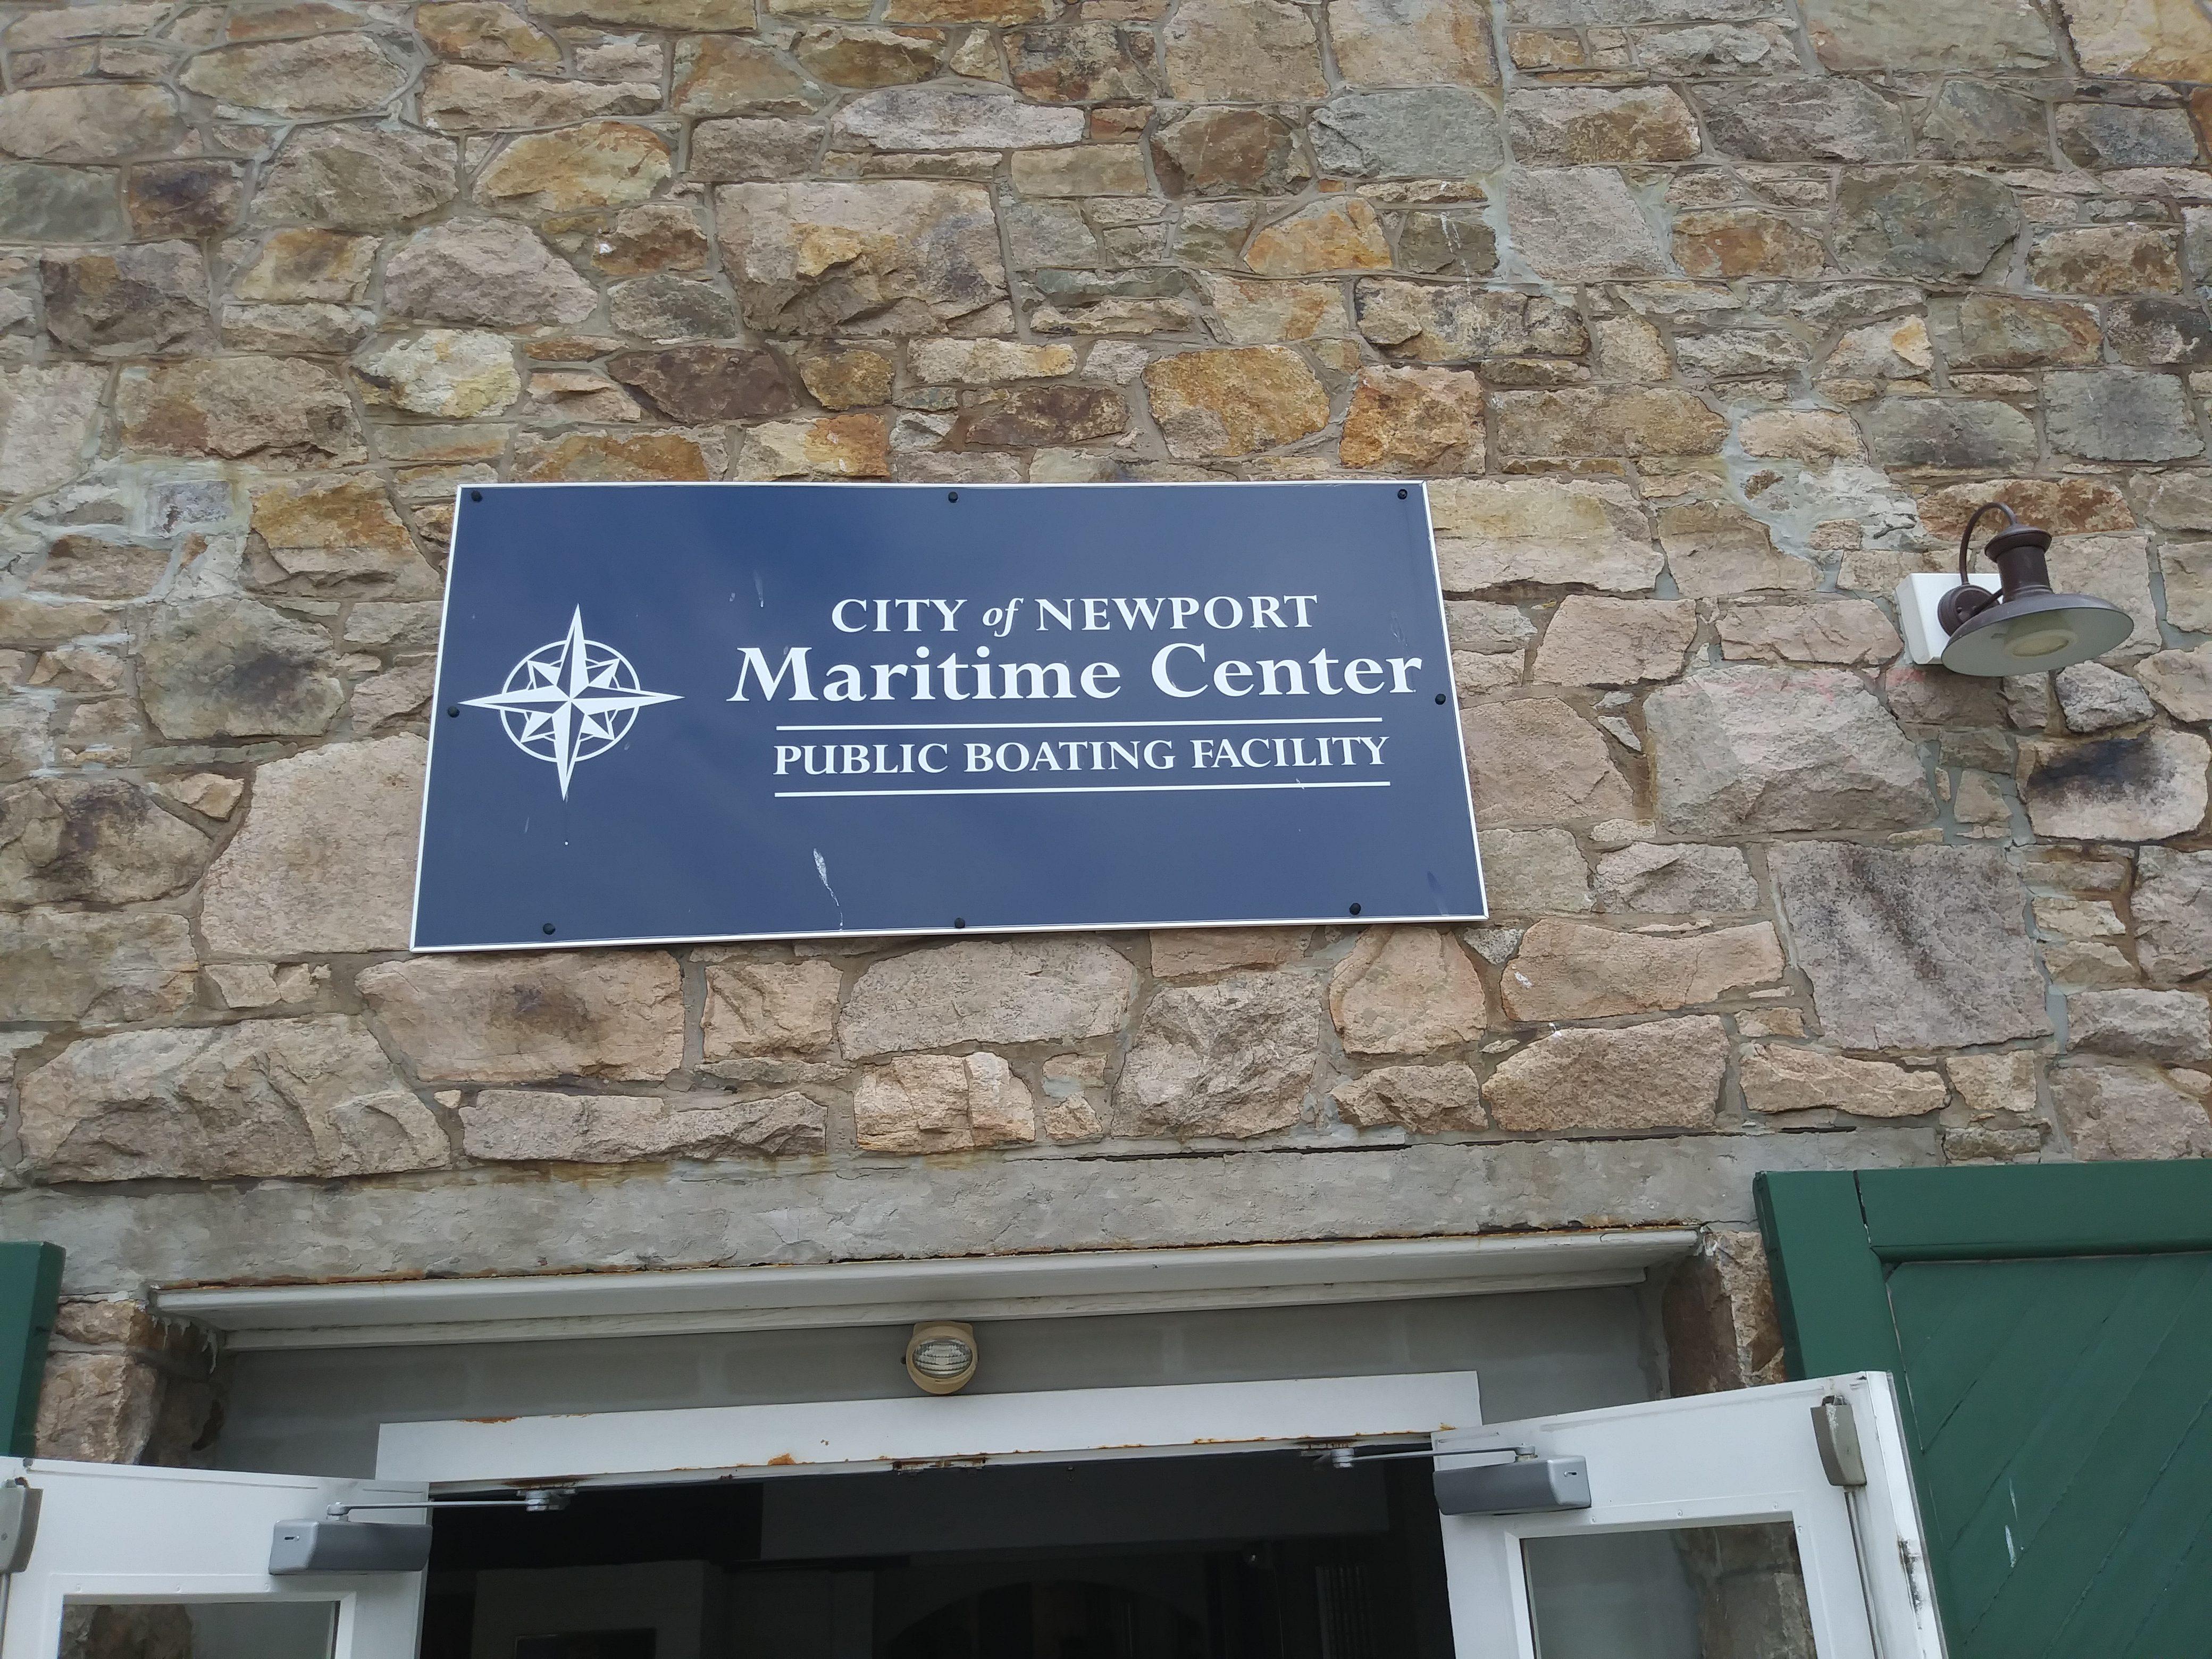 CITY of NEWPORT
Maritime Center
PUBLIC BOATING FACILITY